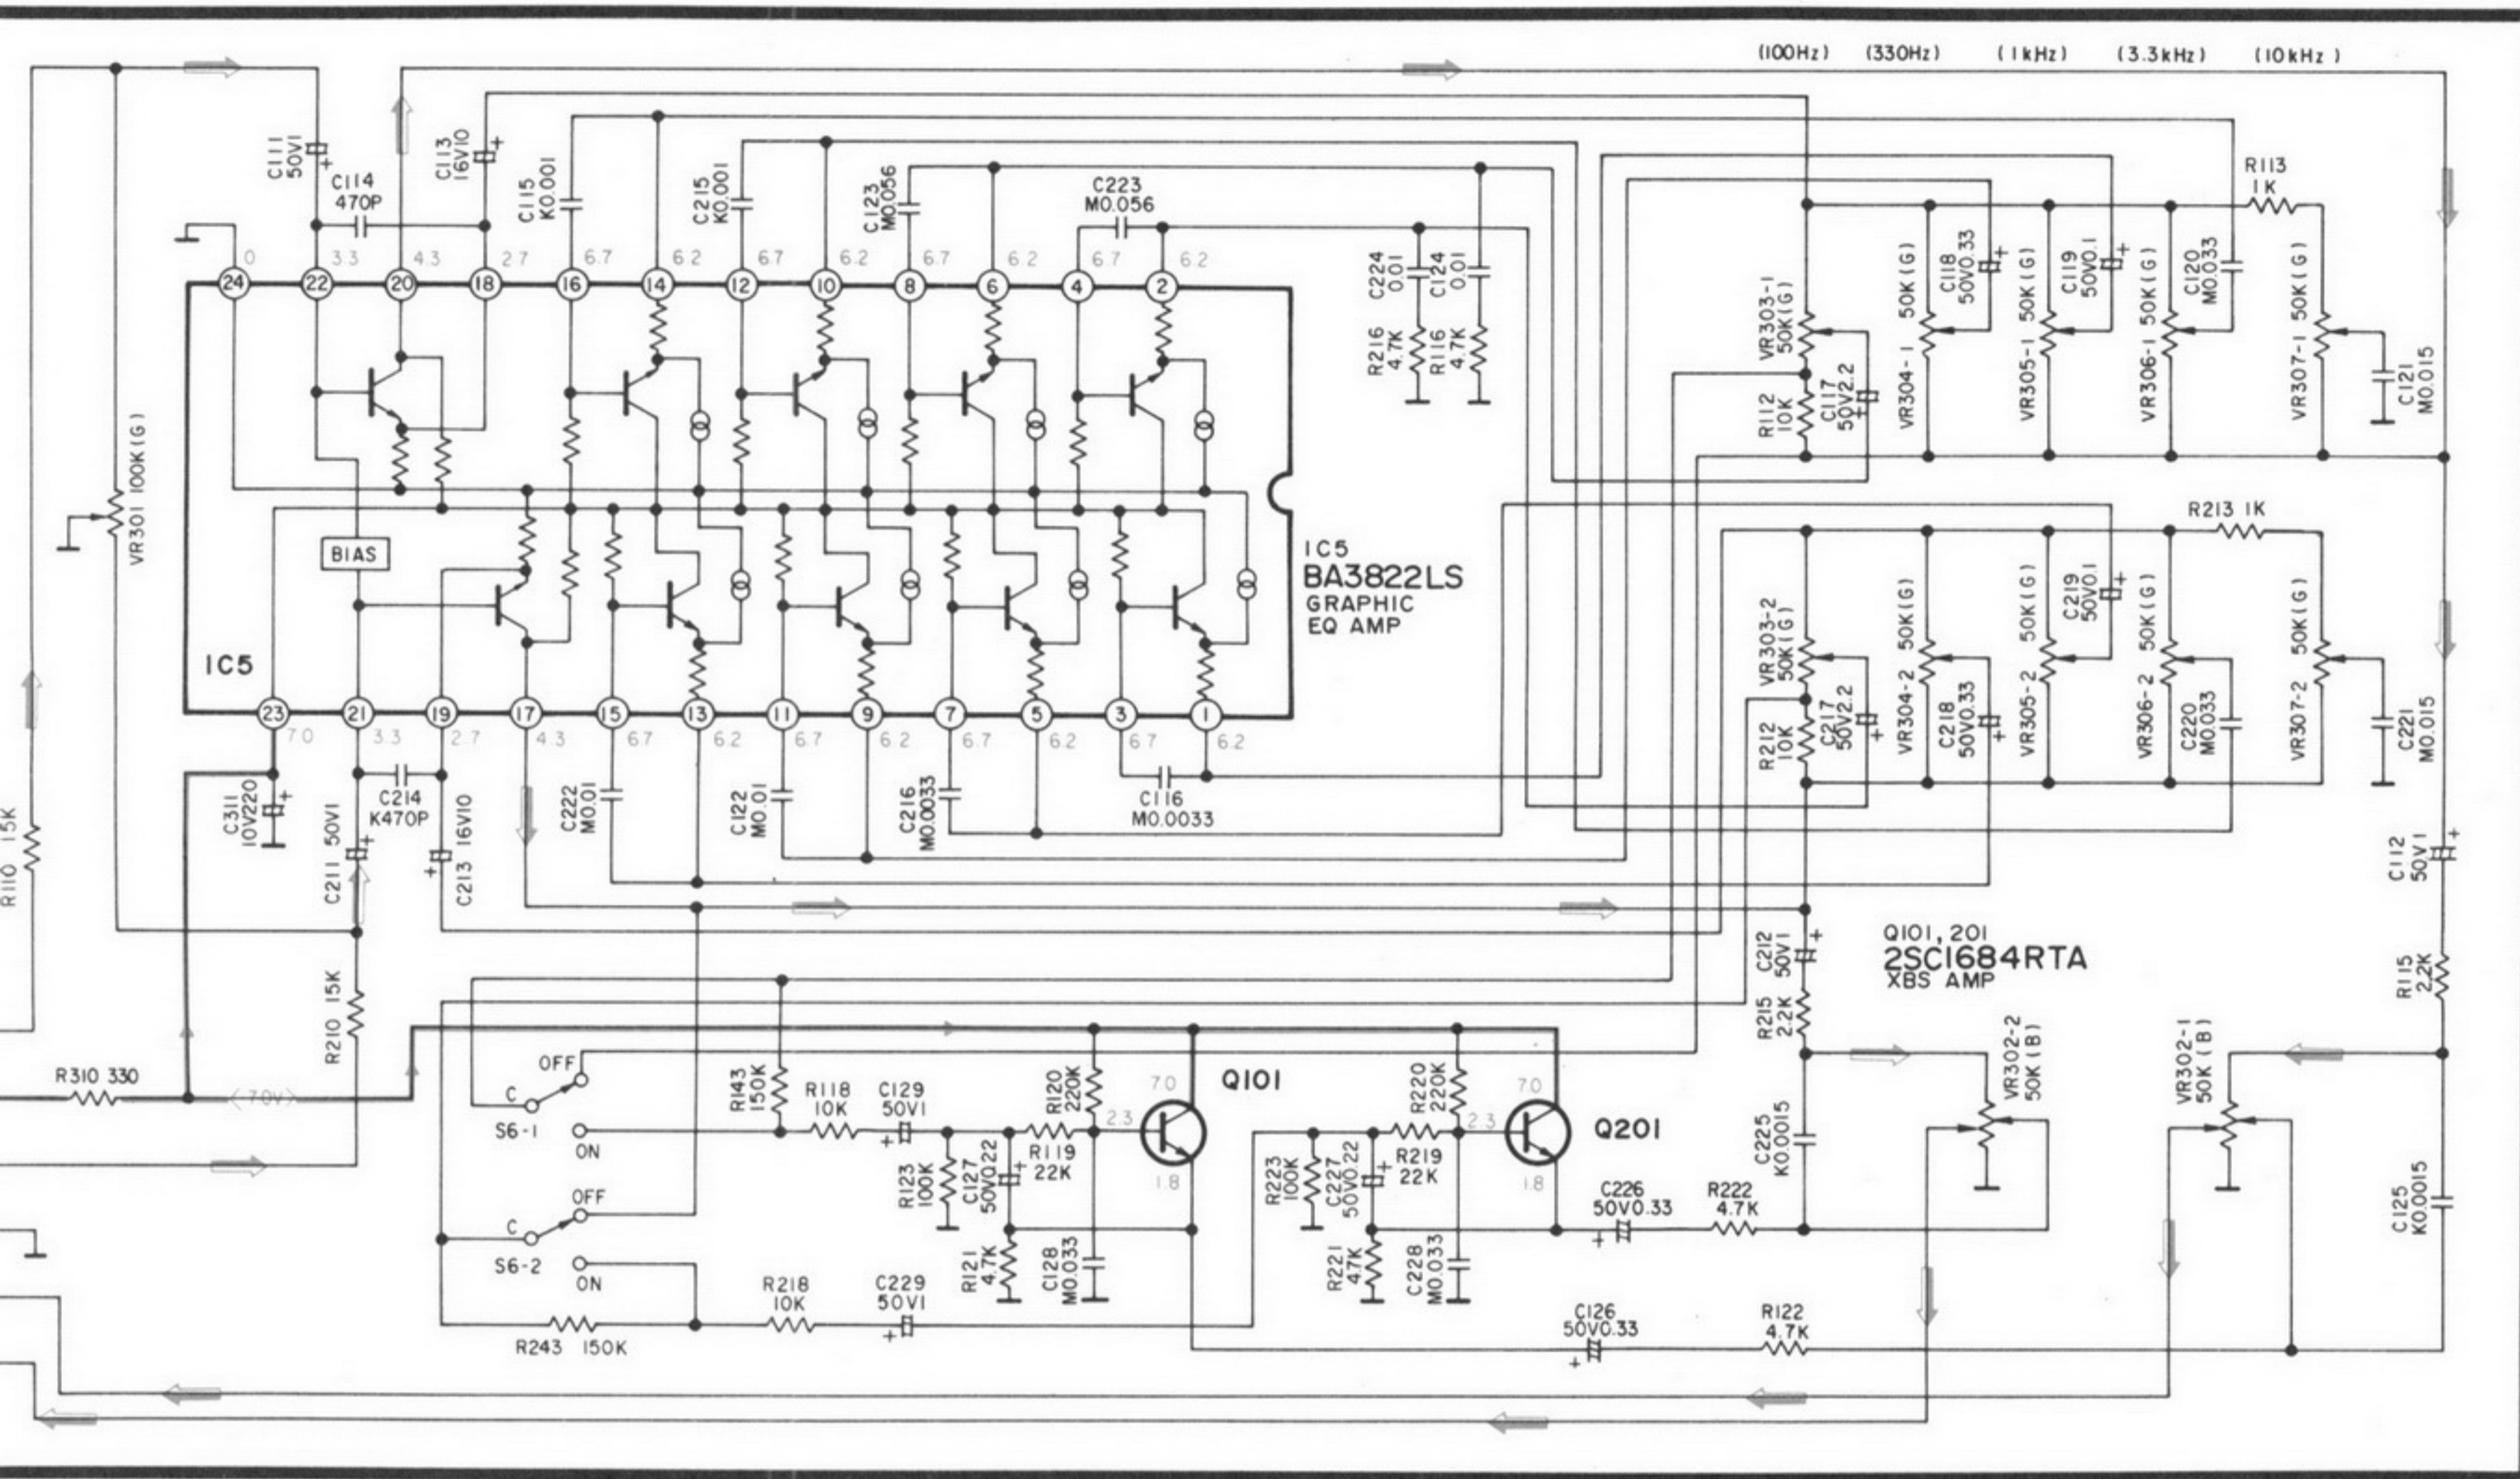 (100Hz) (330Hz) (1kHz) (3.3kHz) (10kHz)
C111 50V1
C114 470P
C113 16V10
C115 K0.001
C215 K0.001
C123 M0.056
C223 M0.056
R113 1K
C224 0.01
C124 0.01
R216 4.7K
R116 4.7K
VR303-1 50K(G)
R112 10K
C117 50V2.2
VR304-1 50K(G)
C118 50V0.33
VR305-1 50K(G)
C119 50V0.1
VR306-1 50K(G)
C120 M0.033
VR307-1 50K(G)
C121 M0.015
0 3.3 4.3 2.7 6.7 6.2 6.7 6.2 6.7 6.2 6.7 6.2
24 22 20 18 16 14 12 10 8 6 4 2
VR301 100K(G)
BIAS
IC5
BA3822LS
GRAPHIC
EQ AMP
IC5
23 21 19 17 15 13 11 9 7 5 3 1
7.0 3.3 2.7 4.3 6.7 6.2 6.7 6.2 6.7 6.2 6.7 6.2
R213 1K
VR303-2 50K(G)
R212 10K
C217 50V2.2
VR304-2 50K(G)
C218 50V0.33
VR305-2 50K(G)
C219 50V0.1
VR306-2 50K(G)
C220 M0.033
VR307-2 50K(G)
C221 M0.015
R110 15K
C311 10V220
C211 50V1
C214 K470P
C213 16V10
C222 M0.01
C122 M0.01
C216 M0.0033
C116 M0.0033
C112 50V1
R115 2.2K
C212 50V1
R215 2.2K
Q101, 201
2SC1684RTA
XBS AMP
R210 15K
R310 330
<7.0V>
OFF
C
S6-1
ON
R143 150K
R118 10K
C129 50V1
R120 220K
R119 22K
2.3
7.0
Q101
1.8
R123 100K
C127 50V0.22
R121 4.7K
C128 M0.033
R220 220K
R219 22K
2.3
7.0
Q201
1.8
R223 100K
C227 50V0.22
R221 4.7K
C228 M0.033
C226 50V0.33
R222 4.7K
C225 K0.0015
VR302-2 50K(B)
VR302-1 50K(B)
C125 K0.0015
OFF
C
S6-2
ON
R218 10K
C229 50V1
R243 150K
C126 50V0.33
R122 4.7K